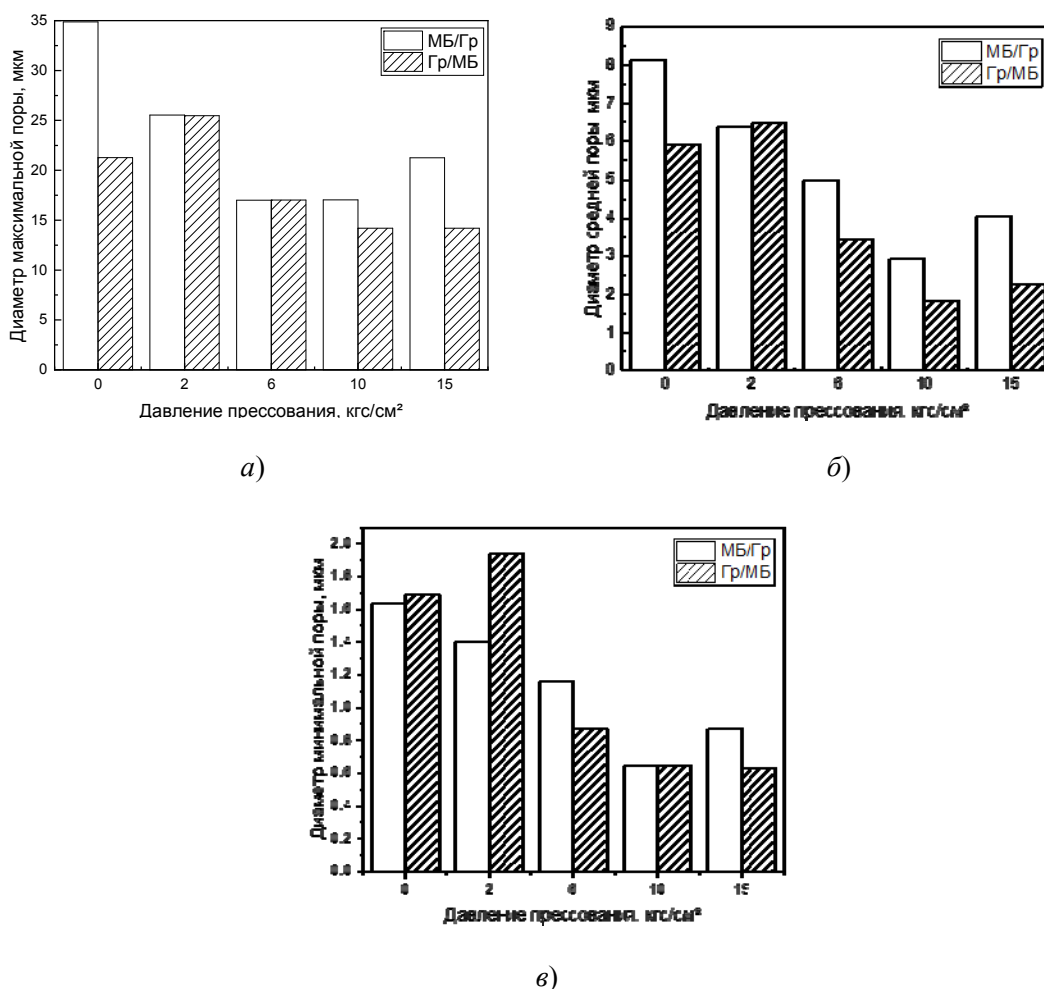 Диаметр максимальной поры, мкм
35
30
25
20
15
10
5
0
МБ/Гр
Гр/МБ
0 2 6 10 15
Давление прессования, кгс/см²
а)
Диаметр средней поры мкм
9
8
7
6
5
4
3
2
1
0
МБ/Гр
Гр/МБ
0 2 6 10 15
Давление прессования, кгс/см²
б)
Диаметр минимальной поры, мкм
2.0
1.8
1.6
1.4
1.2
1.0
0.8
0.6
0.4
0.2
0.0
МБ/Гр
Гр/МБ
0 2 6 10 15
Давление прессования, кгс/см²
в)